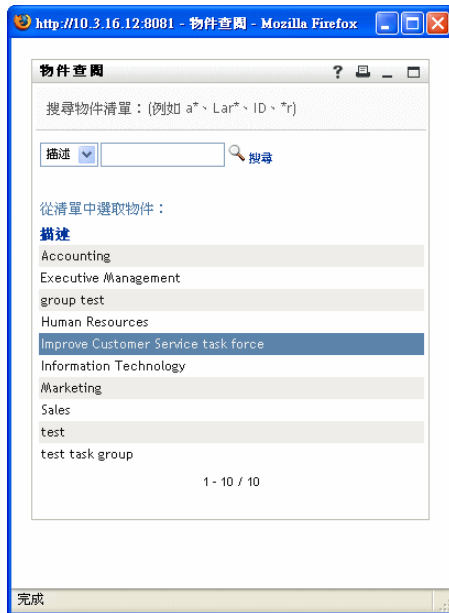 http://10.3.16.12:8081 - 物件查閱 - Mozilla Firefox
物件查閱 ?
搜尋物件清單：(例如 a*、Lar*、ID、*r)
描述 搜尋
從清單中選取物件：
描述
Accounting
Executive Management
group test
Human Resources
Improve Customer Service task force
Information Technology
Marketing
Sales
test
test task group
1 - 10 / 10
完成